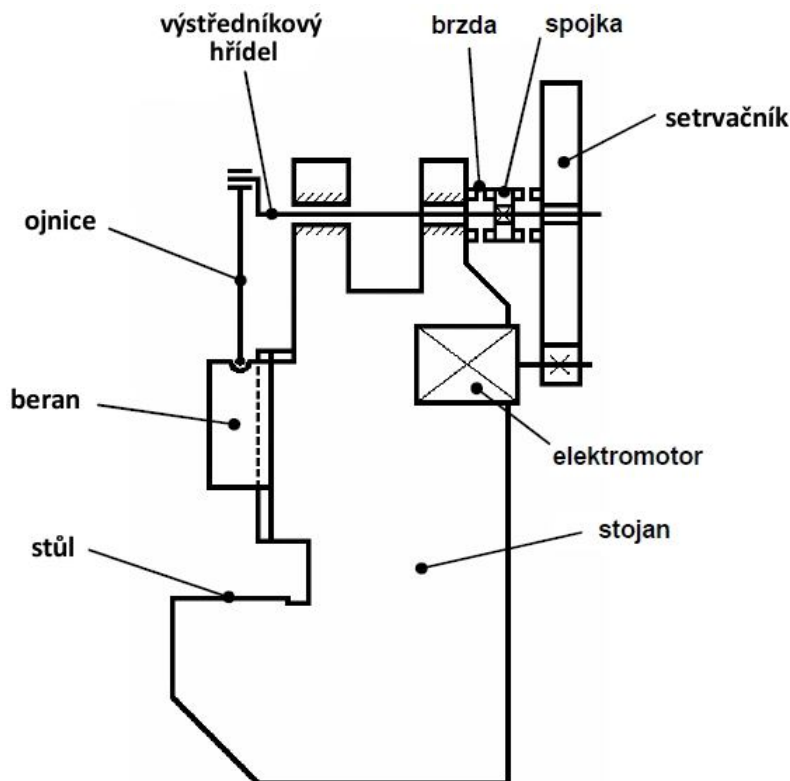 výstředníkový
hřídel
brzda
spojka
setrvačník
ojnice
beran
elektromotor
stojan
stůl